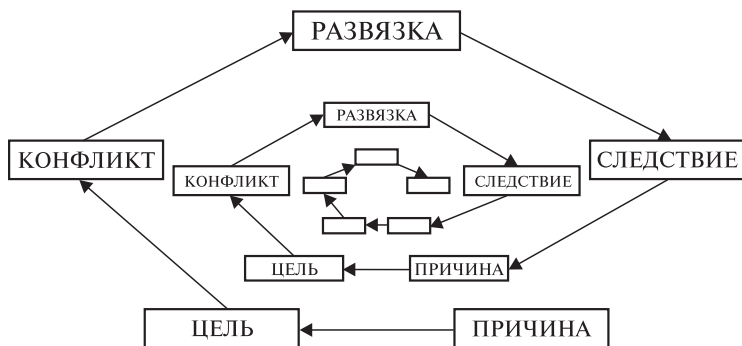 РАЗВЯЗКА
РАЗВЯЗКА
КОНФЛИКТ
СЛЕДСТВИЕ
КОНФЛИКТ
СЛЕДСТВИЕ
ЦЕЛЬ
ПРИЧИНА
ЦЕЛЬ
ПРИЧИНА